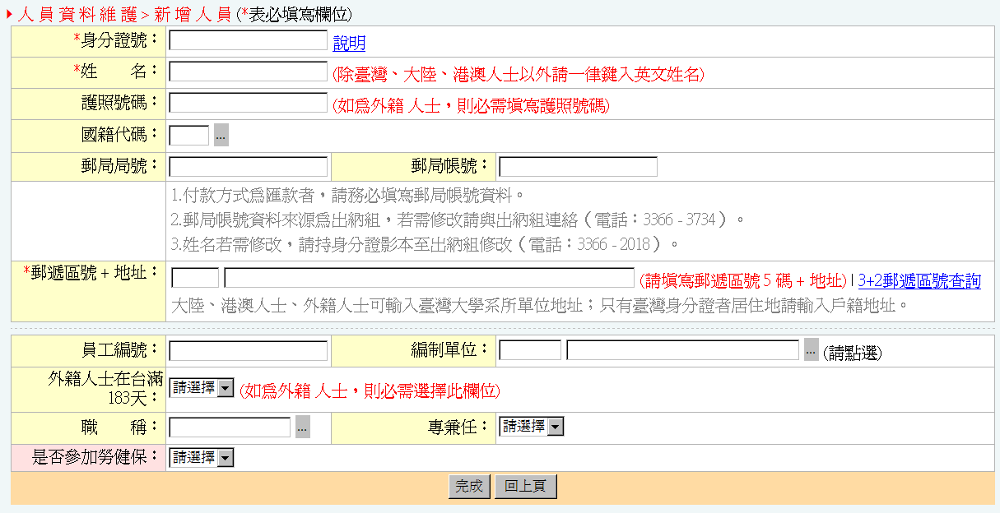 人員資料維護>新增人員(*表必填寫欄位)
*身分證號： 說明
*姓　　名： (除臺灣、大陸、港澳人士以外請一律鍵入英文姓名)
護照號碼： (如為外籍 人士，則必需填寫護照號碼)
國籍代碼： ...
郵局局號： 郵局帳號：
1.付款方式為匯款者，請務必填寫郵局帳號資料。
2.郵局帳號資料來源為出納組，若需修改請與出納組連絡（電話：3366 - 3734）。
3.姓名若需修改，請持身分證影本至出納組修改（電話：3366 - 2018）。
*郵遞區號 + 地址： (請填寫郵遞區號 5 碼 + 地址) | 3+2郵遞區號查詢
大陸、港澳人士、外籍人士可輸入臺灣大學系所單位地址；只有臺灣身分證者居住地請輸入戶籍地址。
員工編號： 編制單位： ... (請點選)
外籍人士在台滿
183天： 請選擇 (如為外籍 人士，則必需選擇此欄位)
職　　稱： ... 專兼任： 請選擇
是否參加勞健保： 請選擇
完成 回上頁